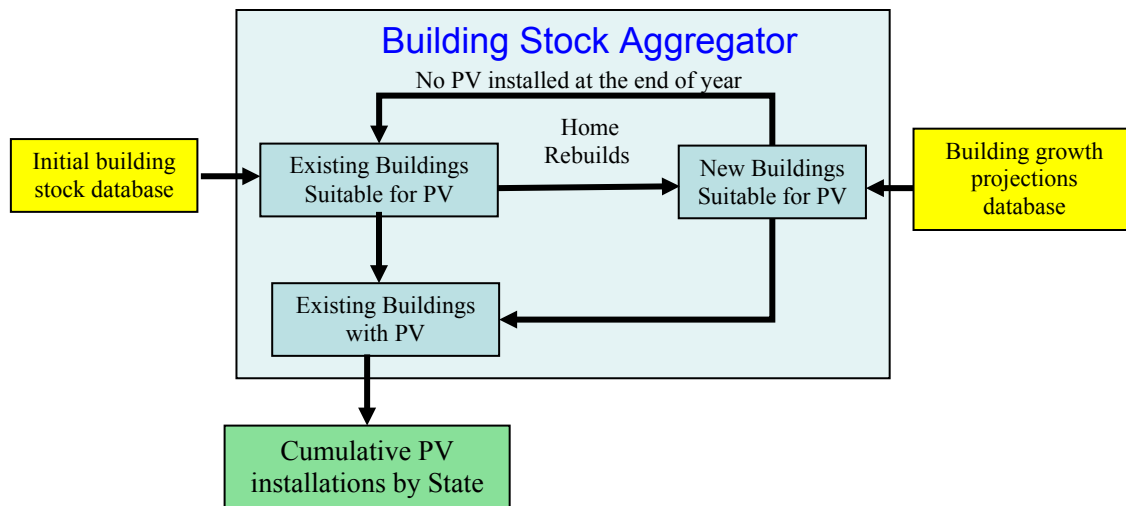 Building Stock Aggregator
No PV installed at the end of year
Home
Rebuilds
Initial building
stock database
Existing Buildings
Suitable for PV
New Buildings
Suitable for PV
Building growth
projections
database
Existing Buildings
with PV
Cumulative PV
installations by State